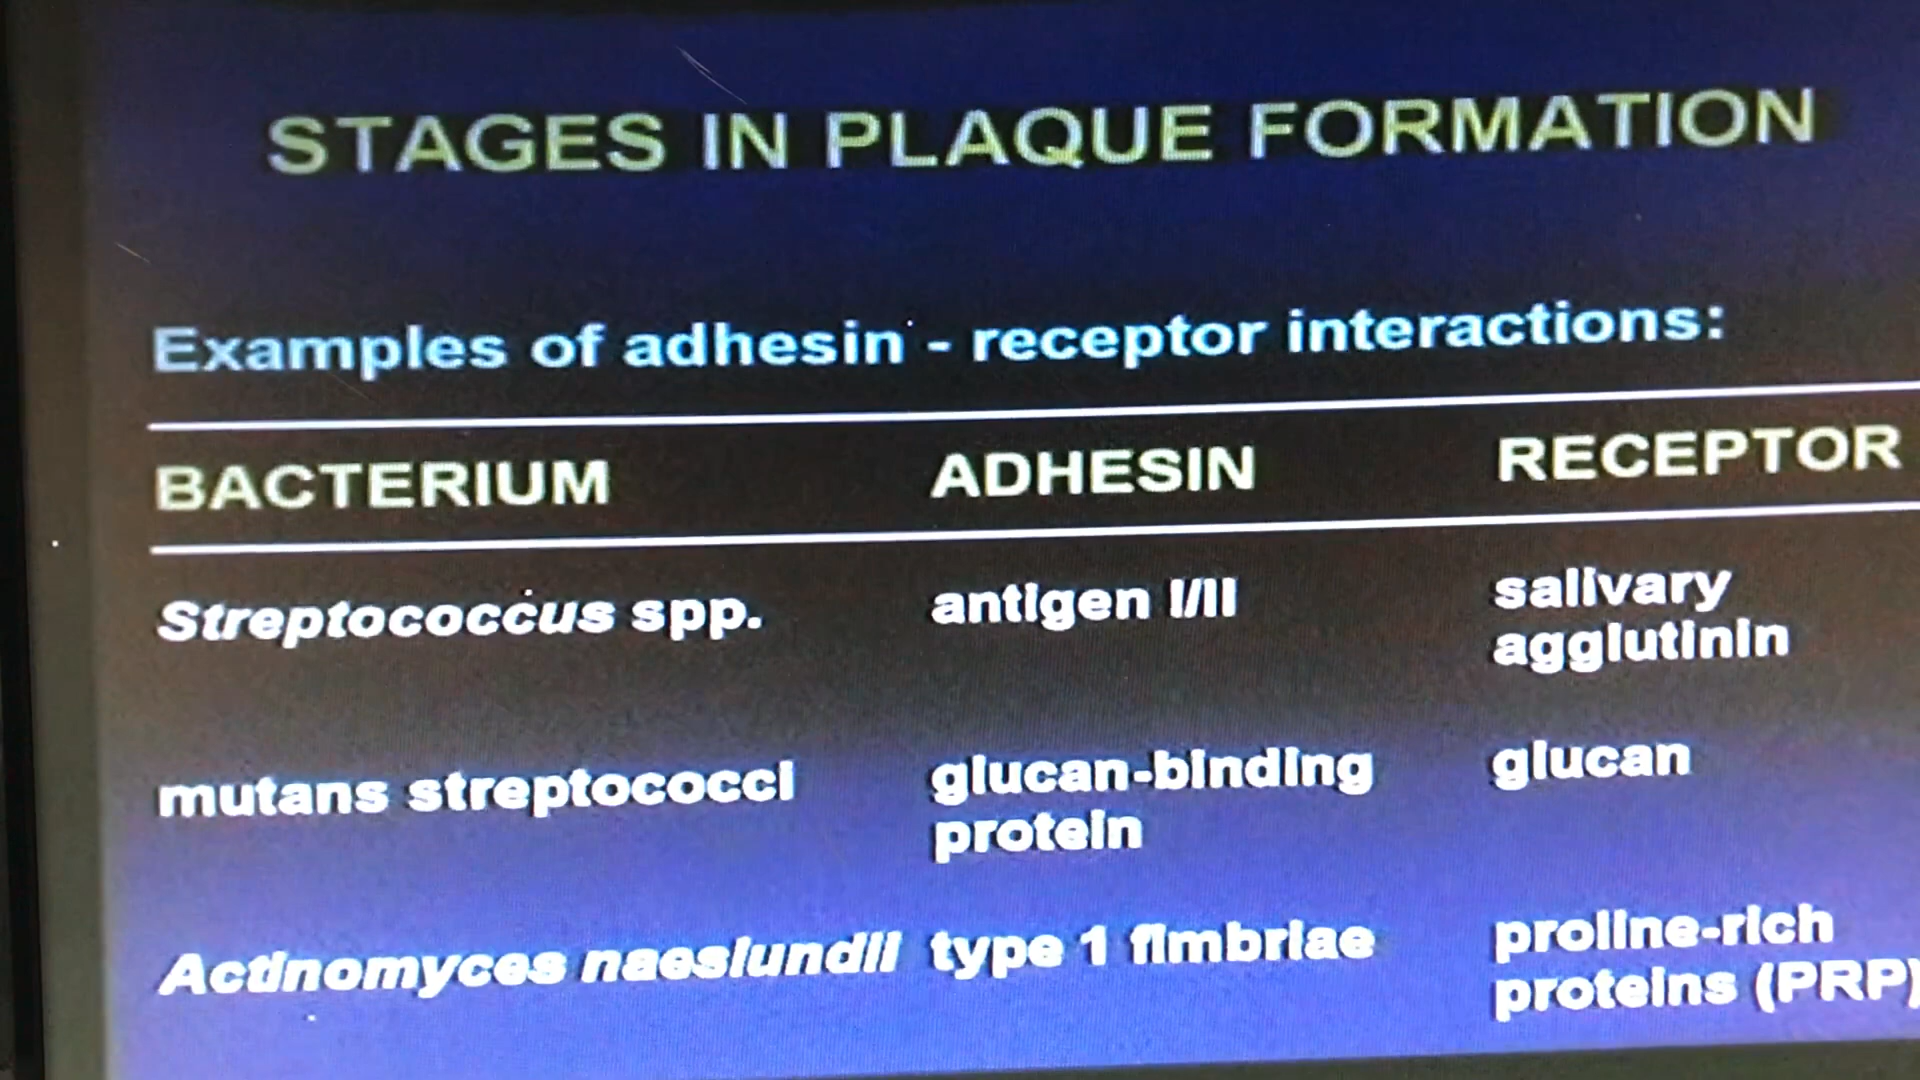 STAGES IN PLAQUE FORMATION
Examples of adhesin - receptor interactions:
BACTERIUM ADHESIN RECEPTOR
Streptococcus spp. antigen I/II salivary
agglutinin
mutans streptococci glucan-binding glucan
protein
Actinomyces naeslundii type 1 fimbriae proline-rich
proteins (PRP)